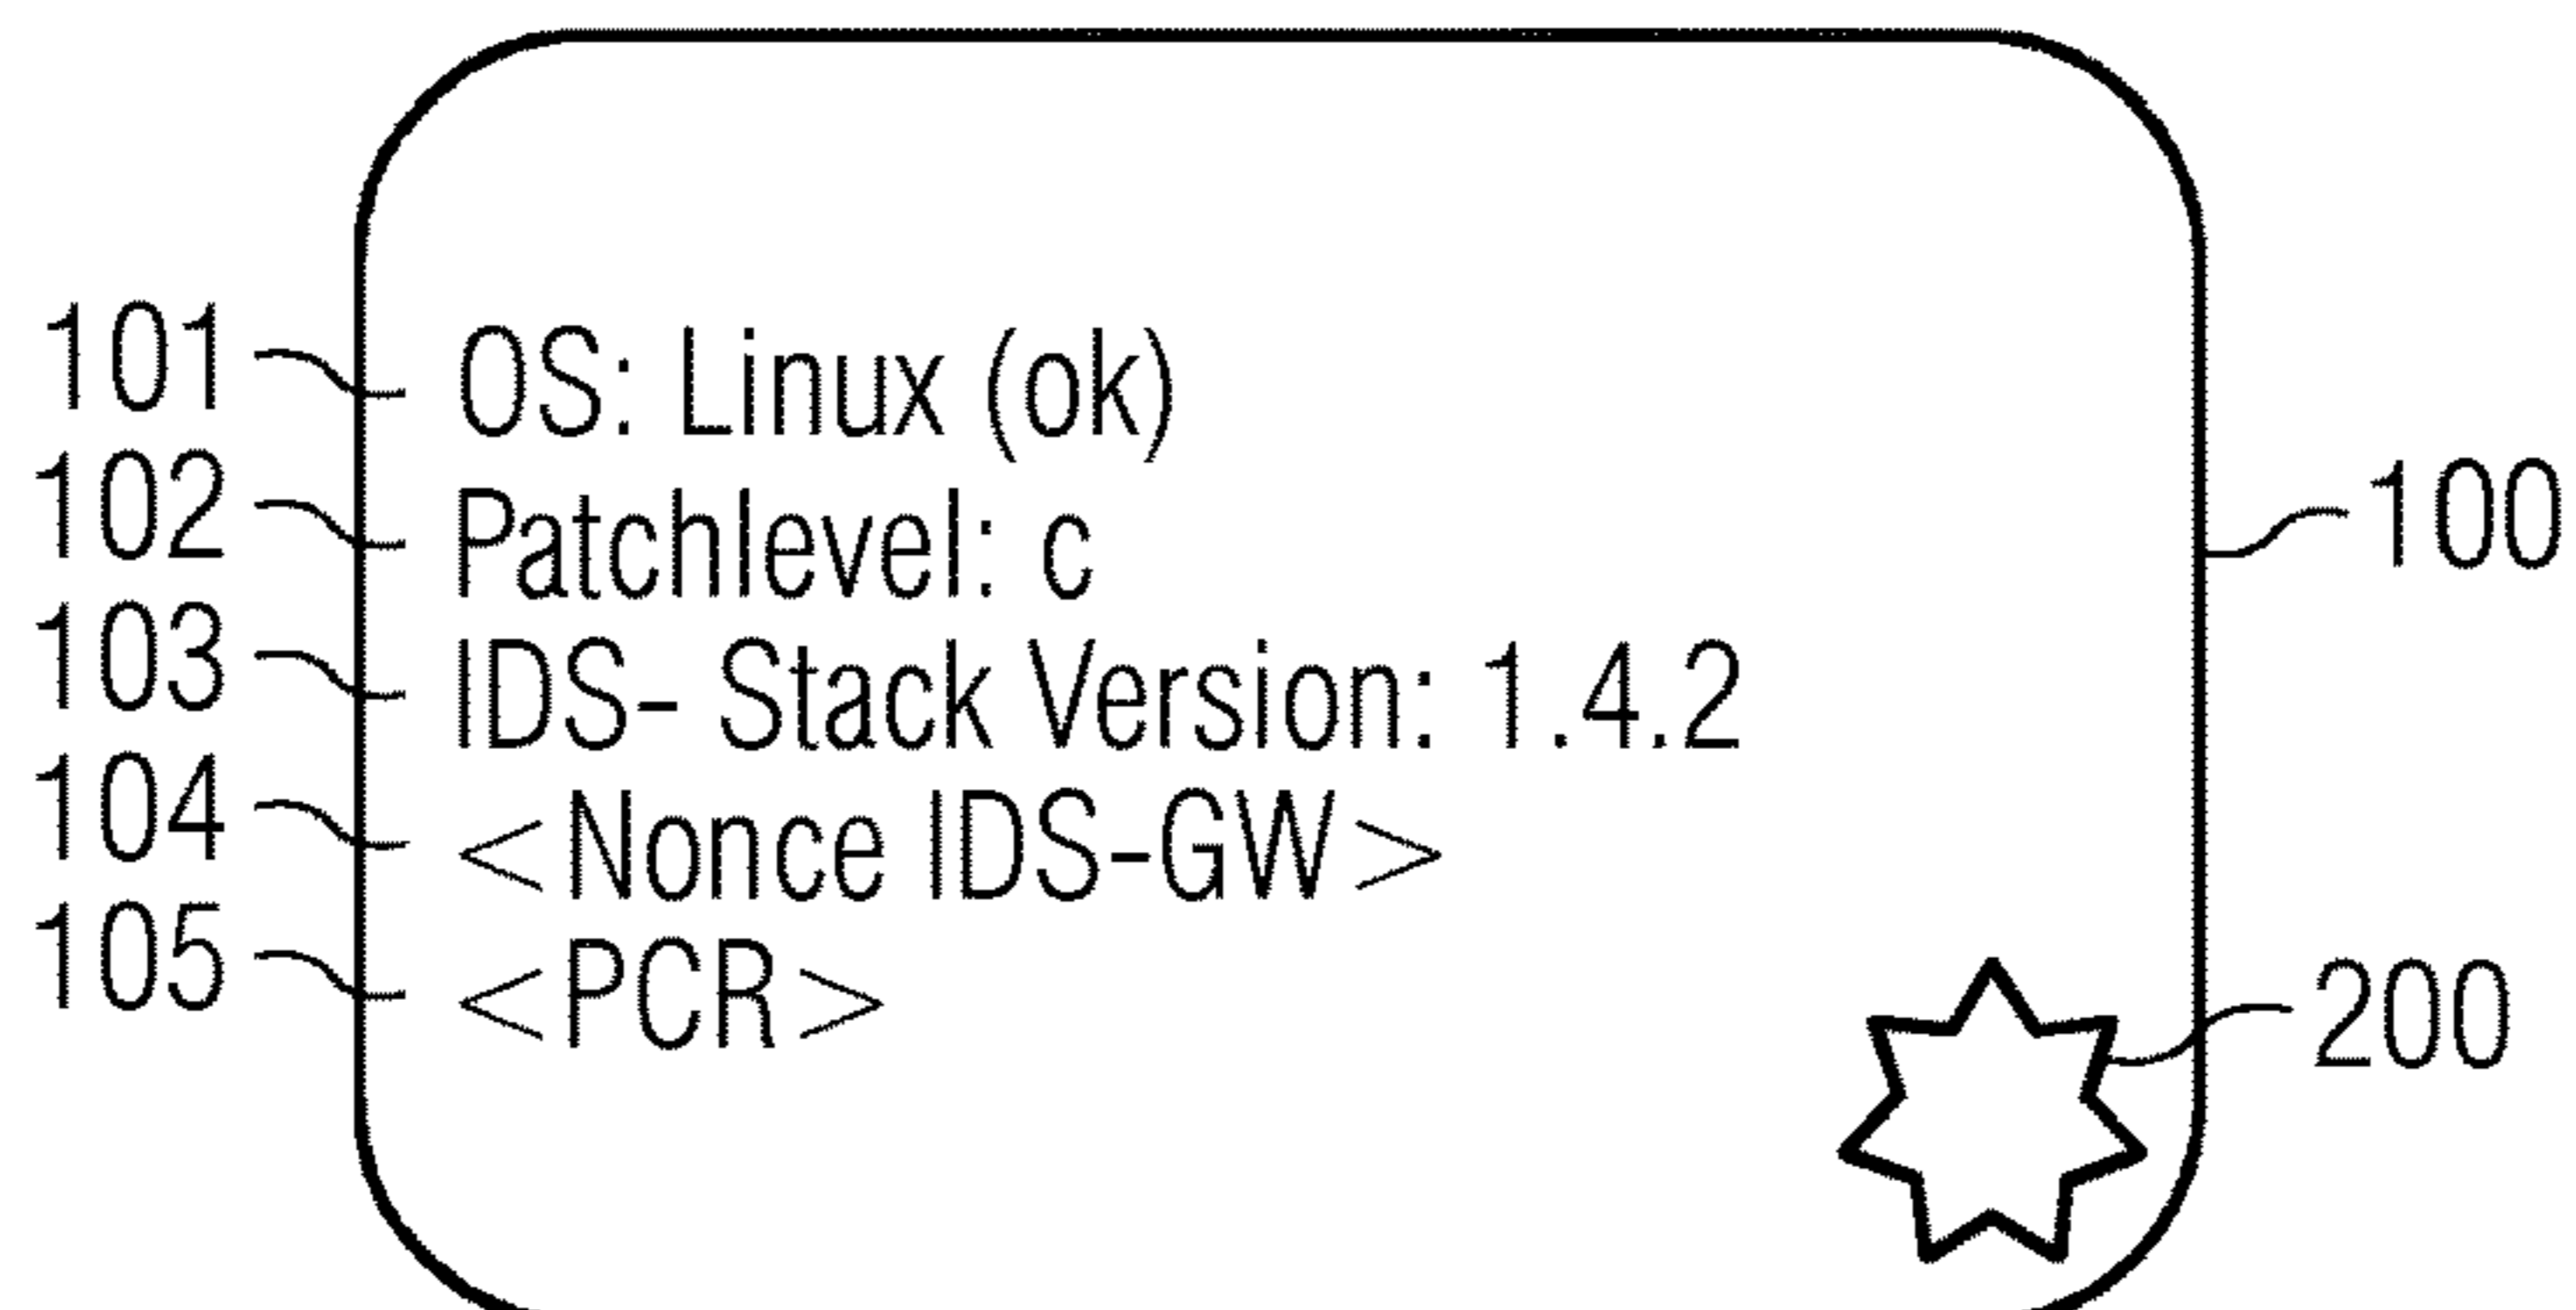 101 OS: Linux (ok)
102 Patchlevel: c
100
103 IDS- Stack Version: 1.4.2
104 <Nonce IDS-GW>
105 <PCR>
200